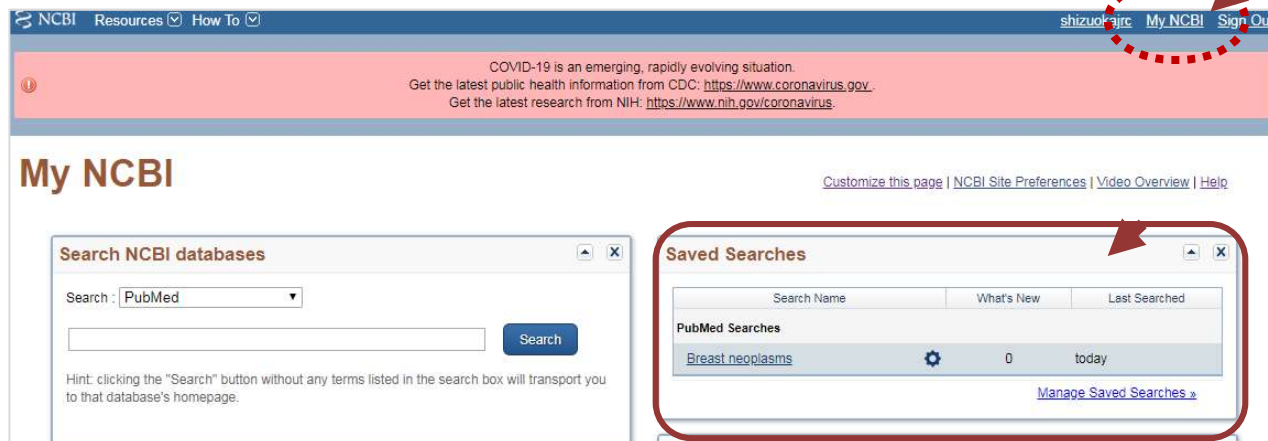 NCBI Resources How To shizuokajrc My NCBI Sign Ou
COVID-19 is an emerging, rapidly evolving situation.
Get the latest public health information from CDC: https://www.coronavirus.gov .
Get the latest research from NIH: https://www.nih.gov/coronavirus.
My NCBI
Customize this page | NCBI Site Preferences | Video Overview | Help
Search NCBI databases
Search : PubMed
Search
Hint: clicking the "Search" button without any terms listed in the search box will transport you
to that database's homepage.
Saved Searches
Search Name What's New Last Searched
PubMed Searches
Breast neoplasms 0 today
Manage Saved Searches »